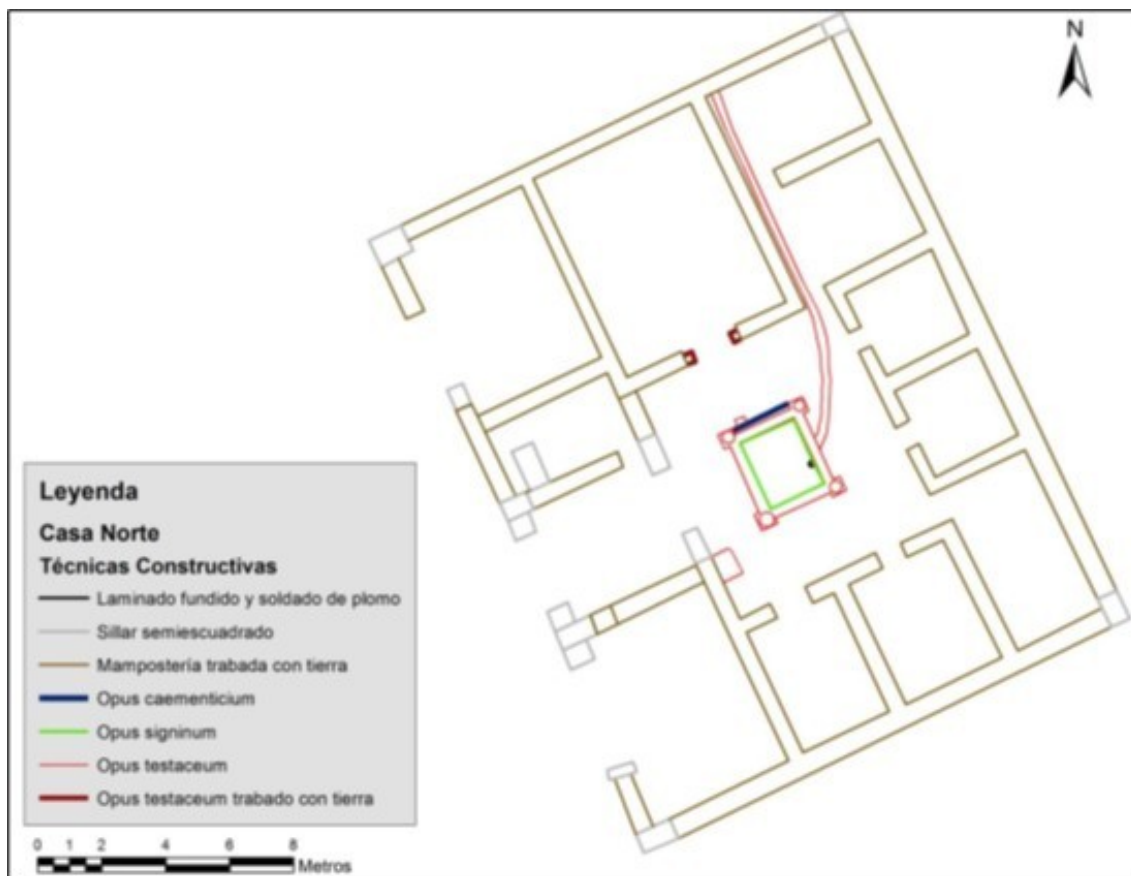 N
Leyenda
Casa Norte
Técnicas Constructivas
Laminado fundido y soldado de plomo
Sillar semiescuadrado
Mampostería trabada con tierra
Opus caementicium
Opus signinum
Opus testaceum
Opus testaceum trabado con tierra
0 1 2 4 6 8
Metros